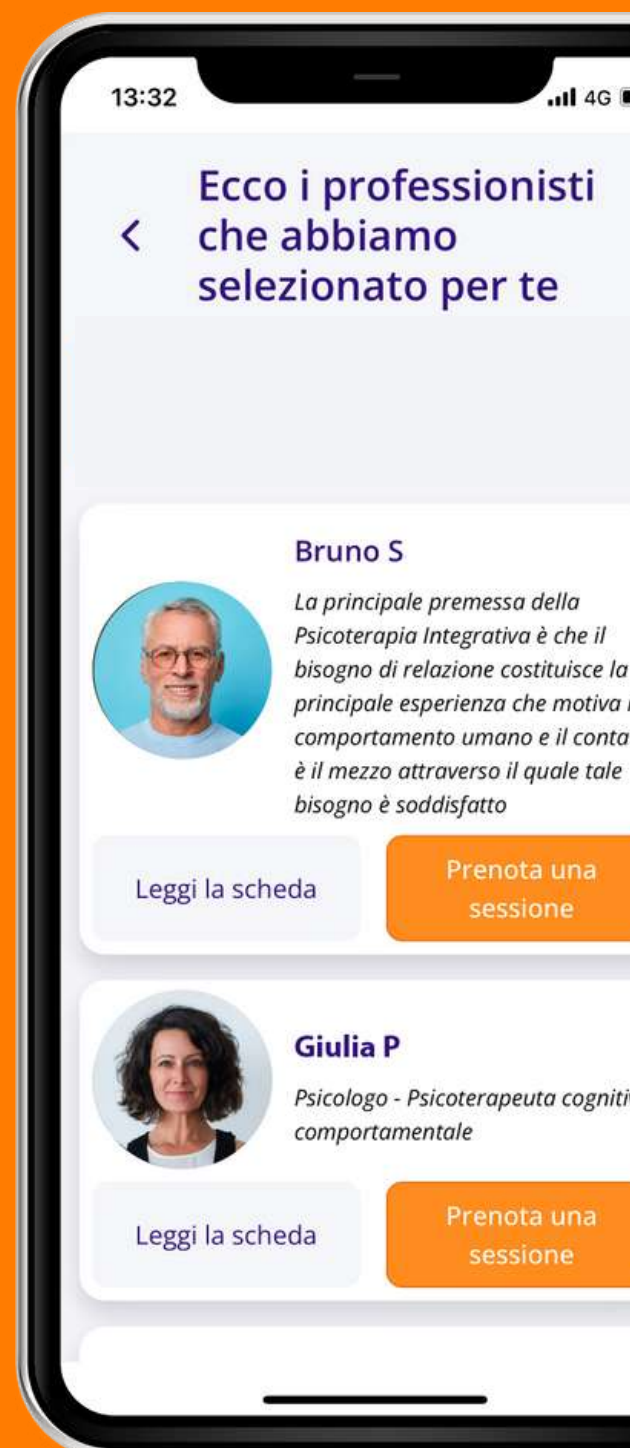 13:32
4G
Ecco i professionisti
che abbiamo
selezionato per te
Bruno S
La principale premessa della
Psicoterapia Integrativa è che il
bisogno di relazione costituisce la
principale esperienza che motiva
comportamento umano e il
è il mezzo attraverso il quale tale
bisogno è soddisfatto
Leggi la scheda
Prenota una
sessione
Giulia P
Psicologo - Psicoterapeuta
comportamentale
Leggi la scheda
Prenota una
sessione